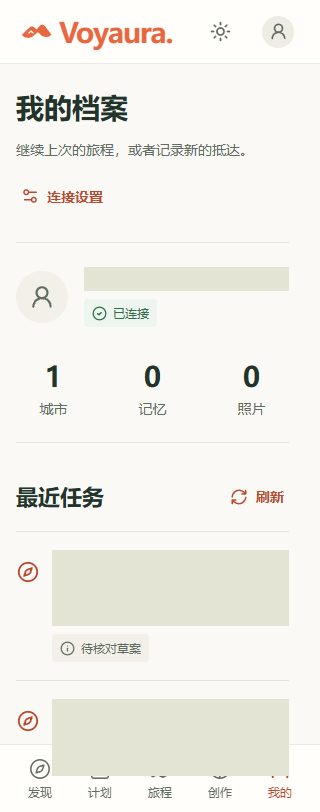 Voyaura.
我的档案
继续上次的旅程，或者记录新的抵达。
连接设置
已连接
1
0
0
城市
记忆
照片
最近任务
刷新
待核对草案
发现
计划
旅程
创作
我的